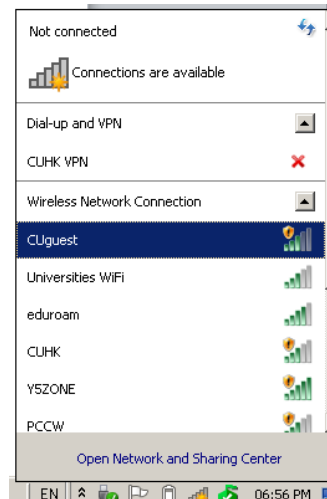 Not connected
Connections are available
Dial-up and VPN
CUHK VPN
Wireless Network Connection
CUguest
Universities WiFi
eduroam
CUHK
Y5ZONE
PCCW
Open Network and Sharing Center
EN 06:56 PM